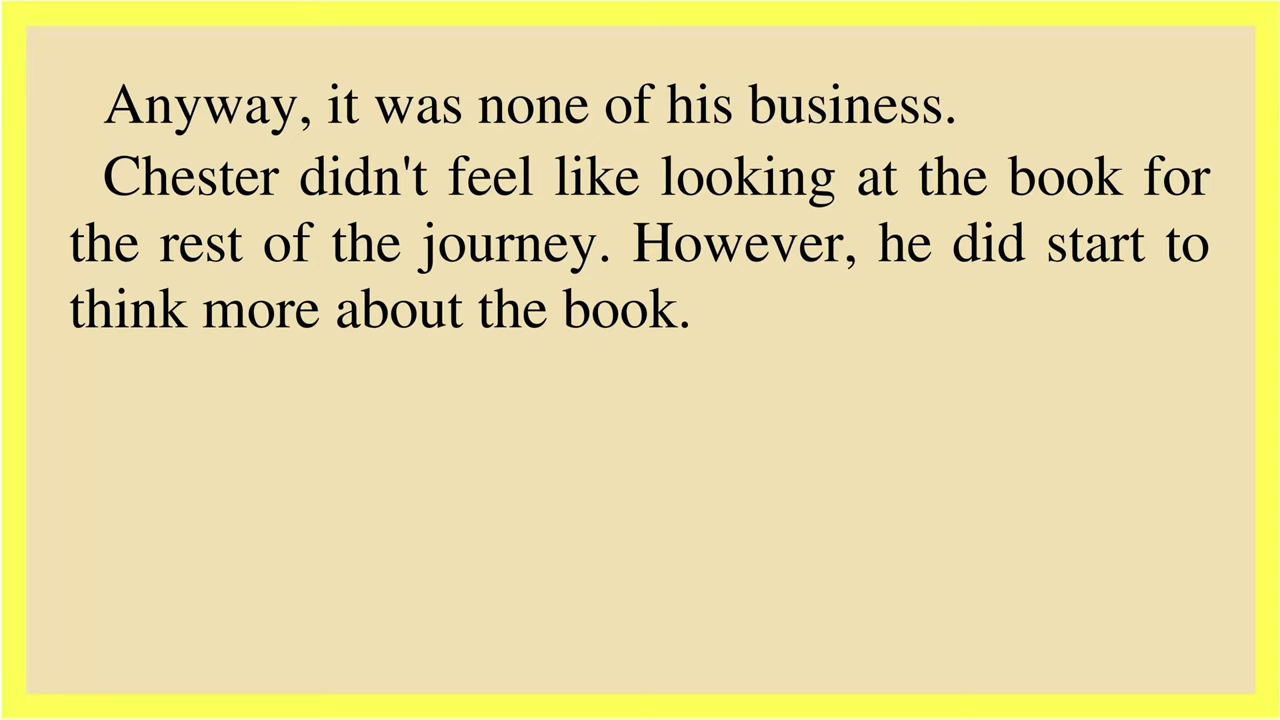 Anyway, it was none of his business.
Chester didn't feel like looking at the book for
the rest of the journey. However, he did start to
think more about the book.